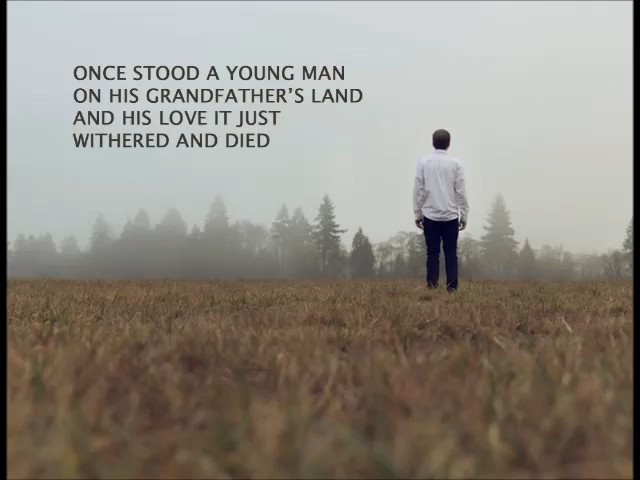 ONCE STOOD A YOUNG MAN
ON HIS GRANDFATHER'S LAND
AND HIS LOVE IT JUST
WITHERED AND DIED